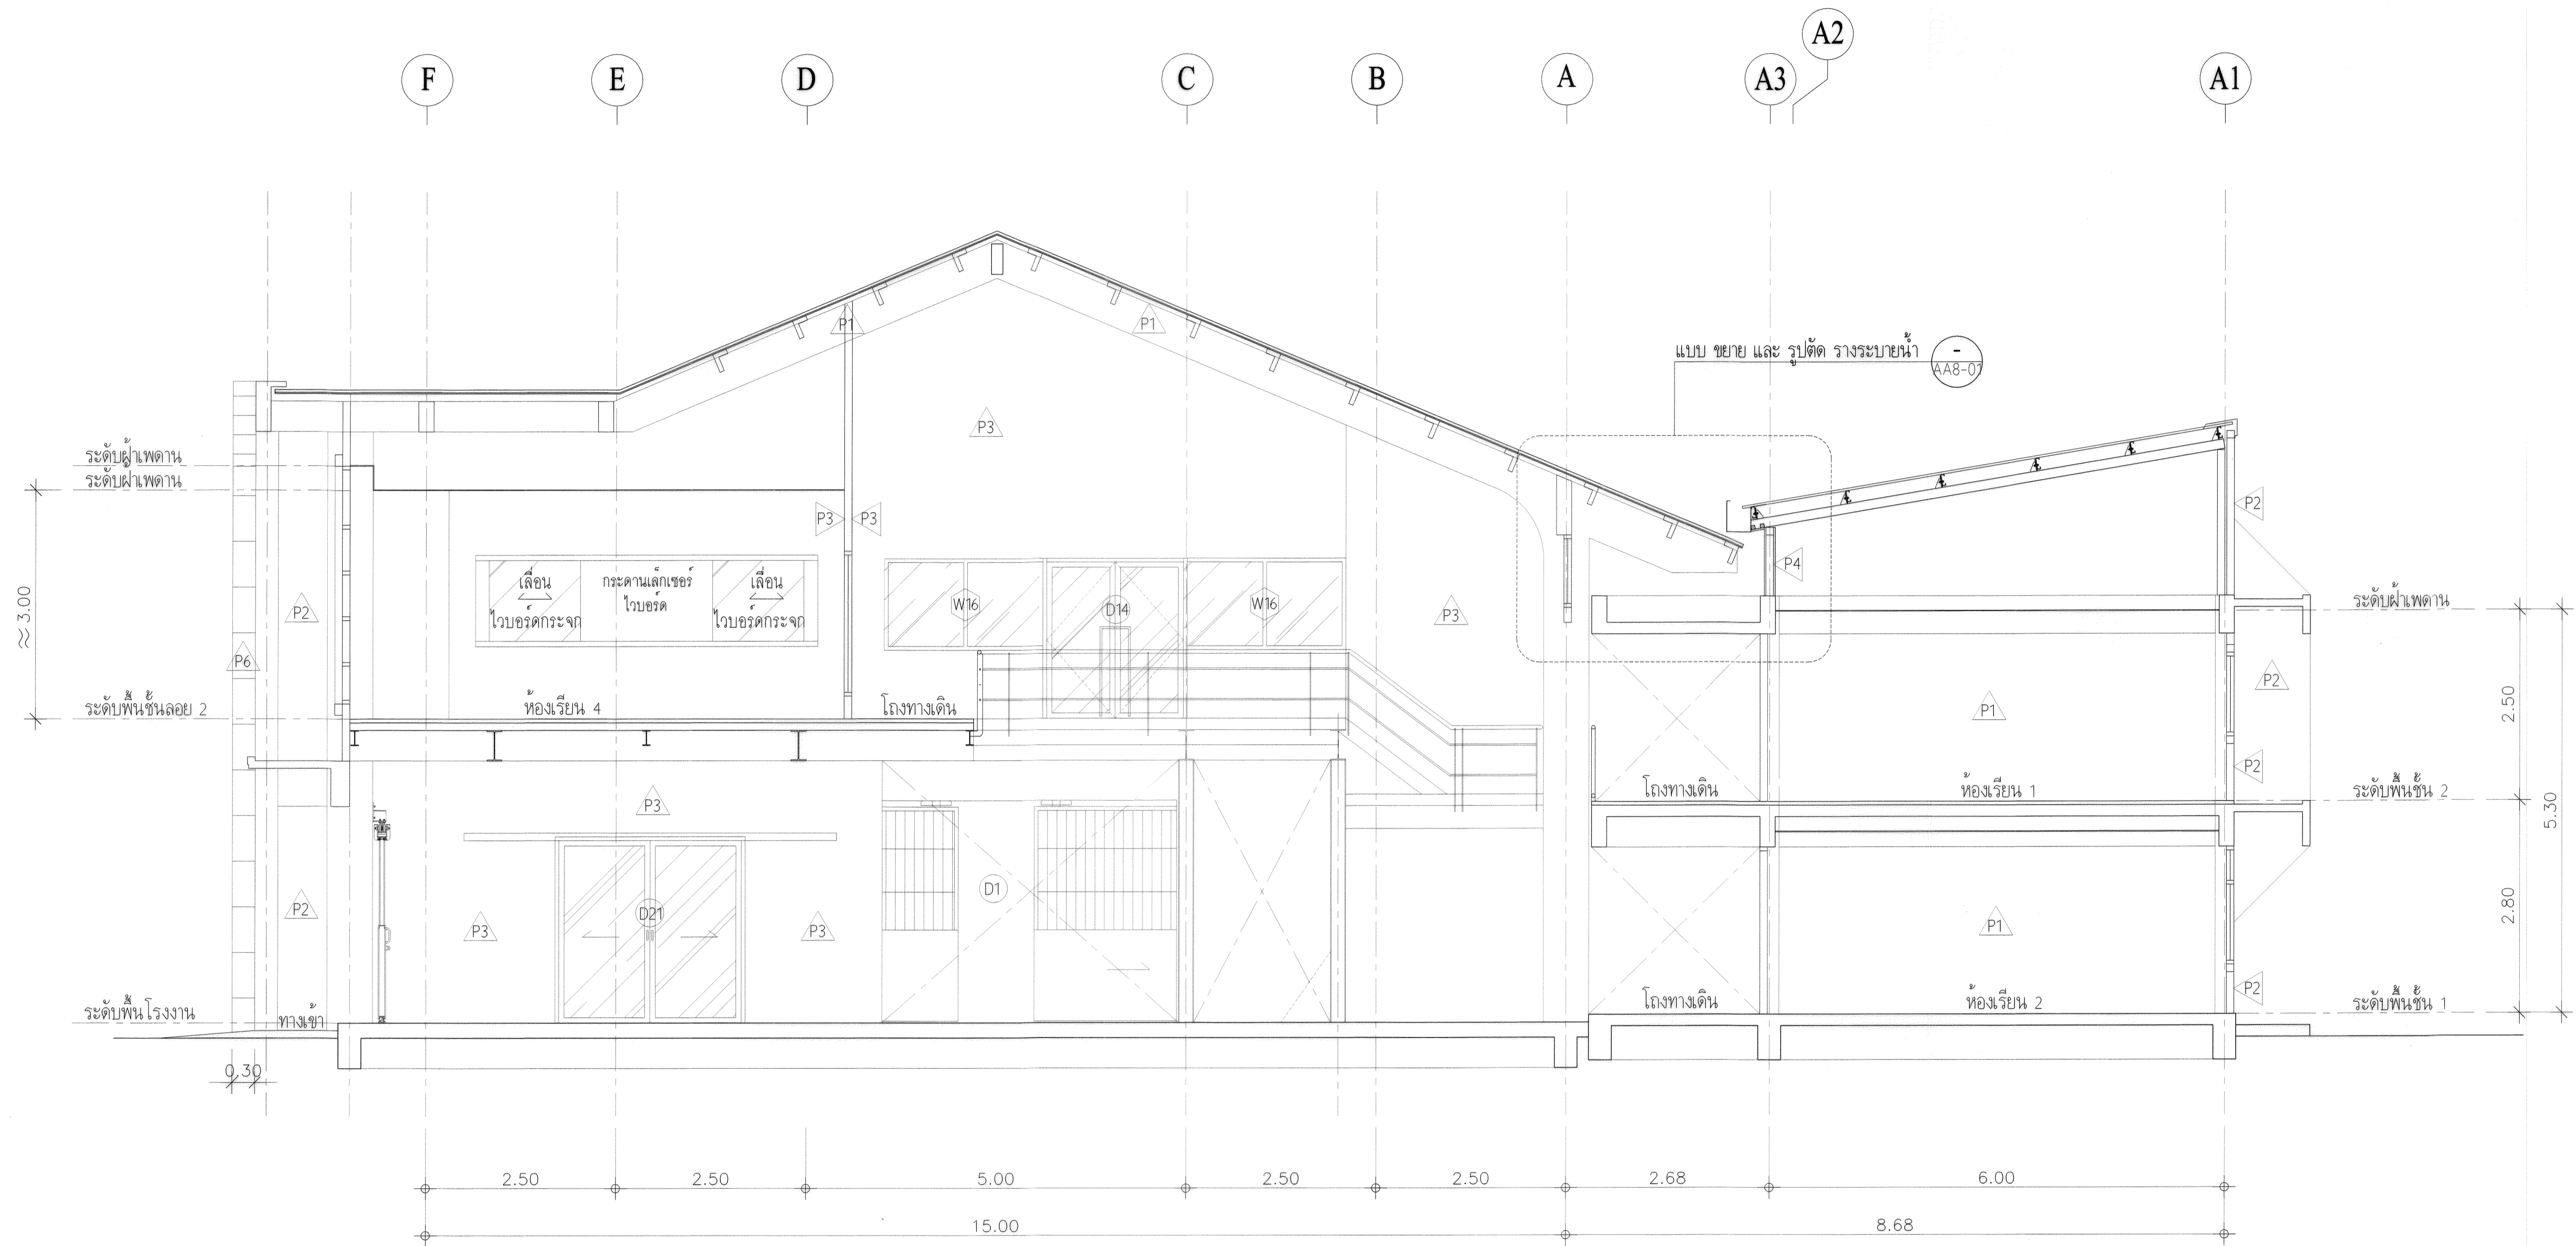 A2
F E D C B A A3 A1
P1 P1
แบบ ขยาย และ รูปตัด รางระบายน้ำ
-
AA8-01
P3
ระดับฝ้าเพดาน
ระดับฝ้าเพดาน
P3 P3
P2
P4
เลื่อน
ไวบอร์ดกระจก
กระดานเล็กเชอร์
ไวบอร์ด
เลื่อน
ไวบอร์ดกระจก
W16 D14 W16
P3
ระดับฝ้าเพดาน
≈ 3.00
P2
P6
P2
P1
2.50
ระดับพื้นชั้นลอย 2
ห้องเรียน 4
โถงทางเดิน
P2
โถงทางเดิน
ห้องเรียน 1
ระดับพื้นชั้น 2
P3
5.30
D1
P2
P3
D21
P3
P1
2.80
P2
ระดับพื้นโรงงาน
ทางเข้า
โถงทางเดิน
ห้องเรียน 2
ระดับพื้นชั้น 1
0.30
2.50 2.50 5.00 2.50 2.50 2.68 6.00
15.00 8.68